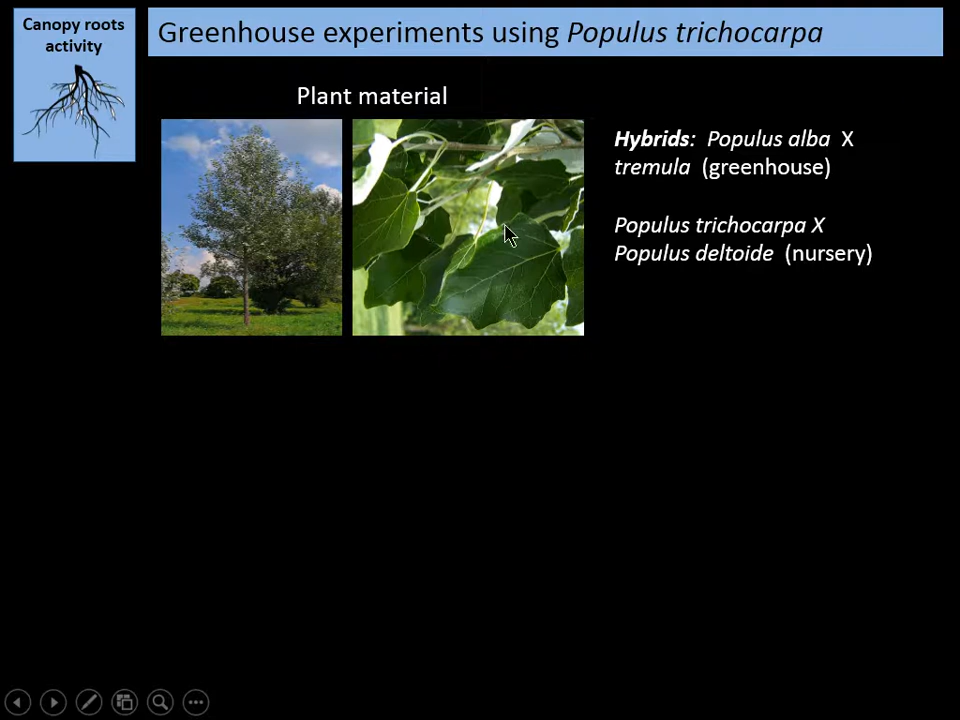 Canopy roots
activity
Greenhouse experiments using Populus trichocarpa
Plant material
Hybrids: Populus alba X
tremula (greenhouse)
Populus trichocarpa X
Populus deltoide (nursery)